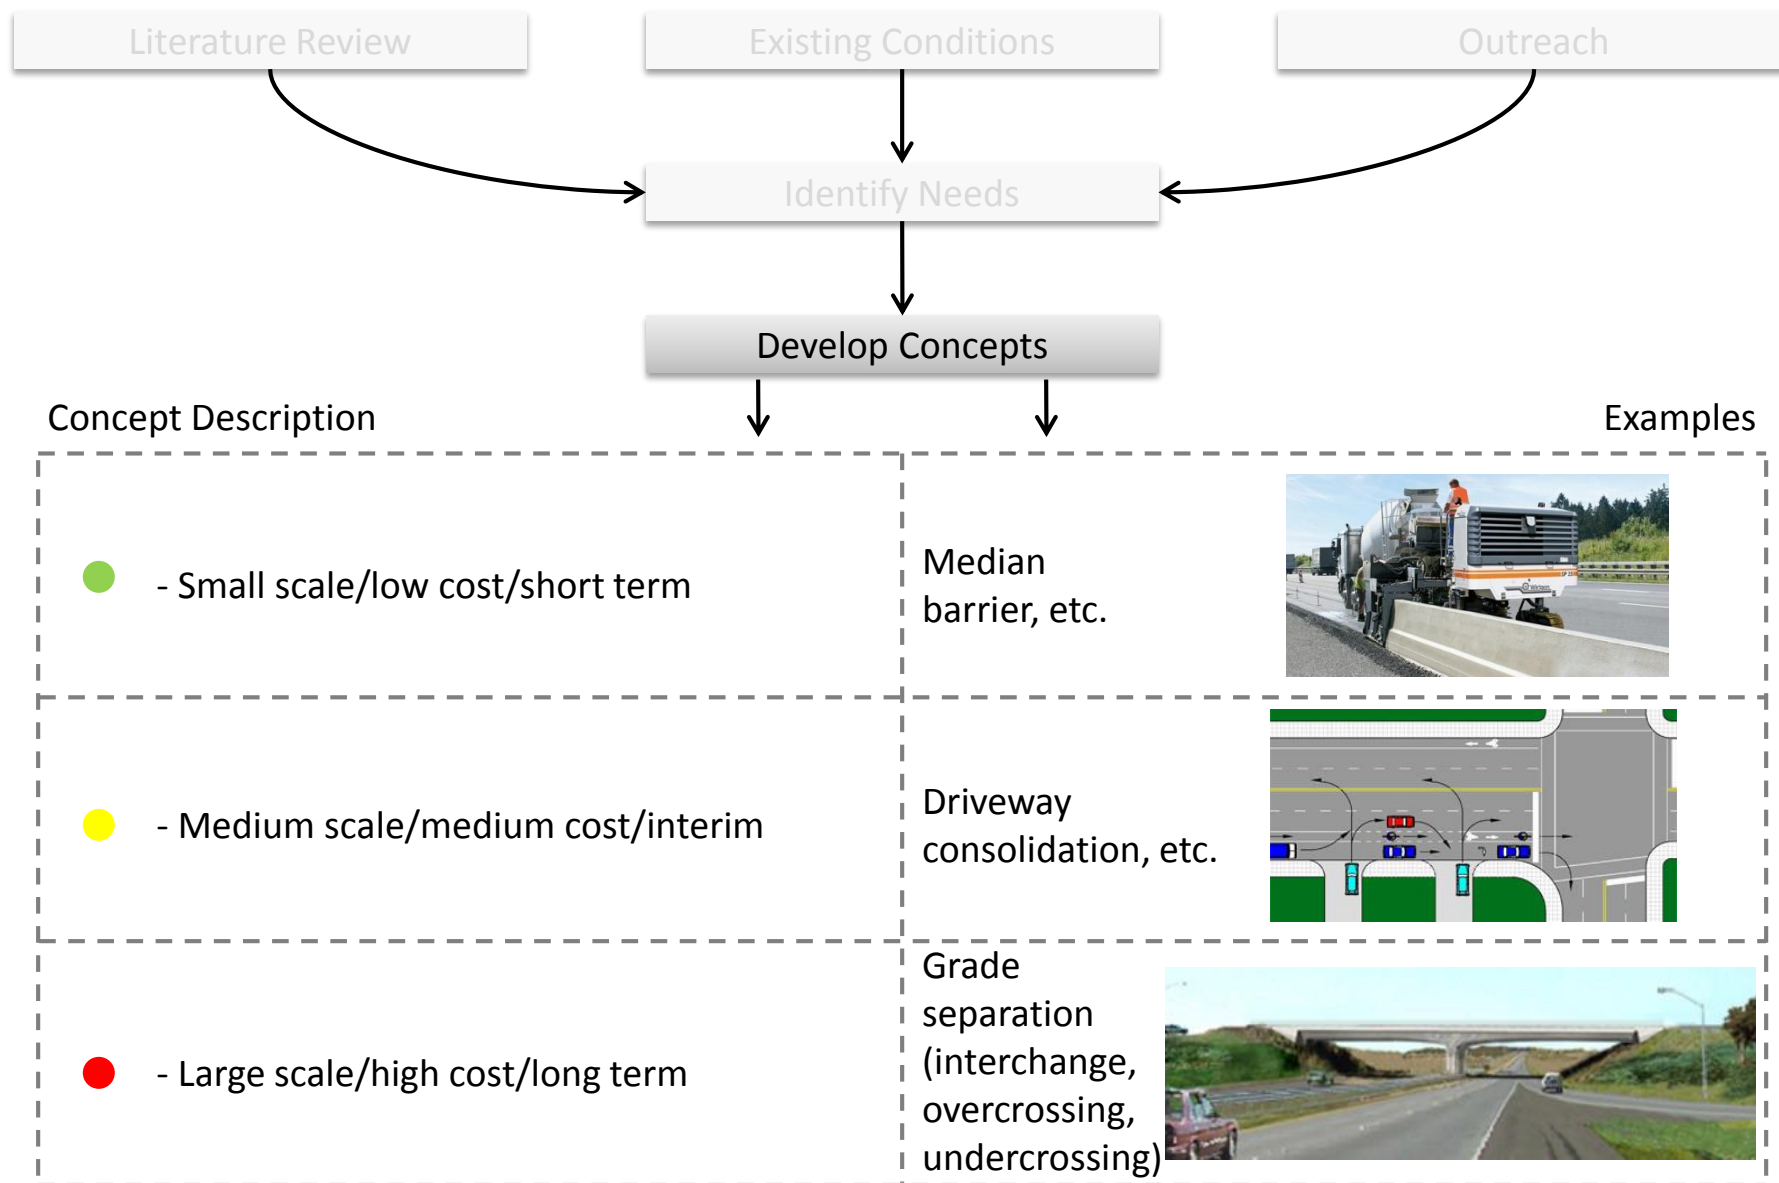 Literature Review
Existing Conditions
Outreach
Identify Needs
Develop Concepts
Concept Description
Examples
- Small scale/low cost/short term
Median
barrier, etc.
- Medium scale/medium cost/interim
Driveway
consolidation, etc.
- Large scale/high cost/long term
Grade
separation
(interchange,
overcrossing,
undercrossing)